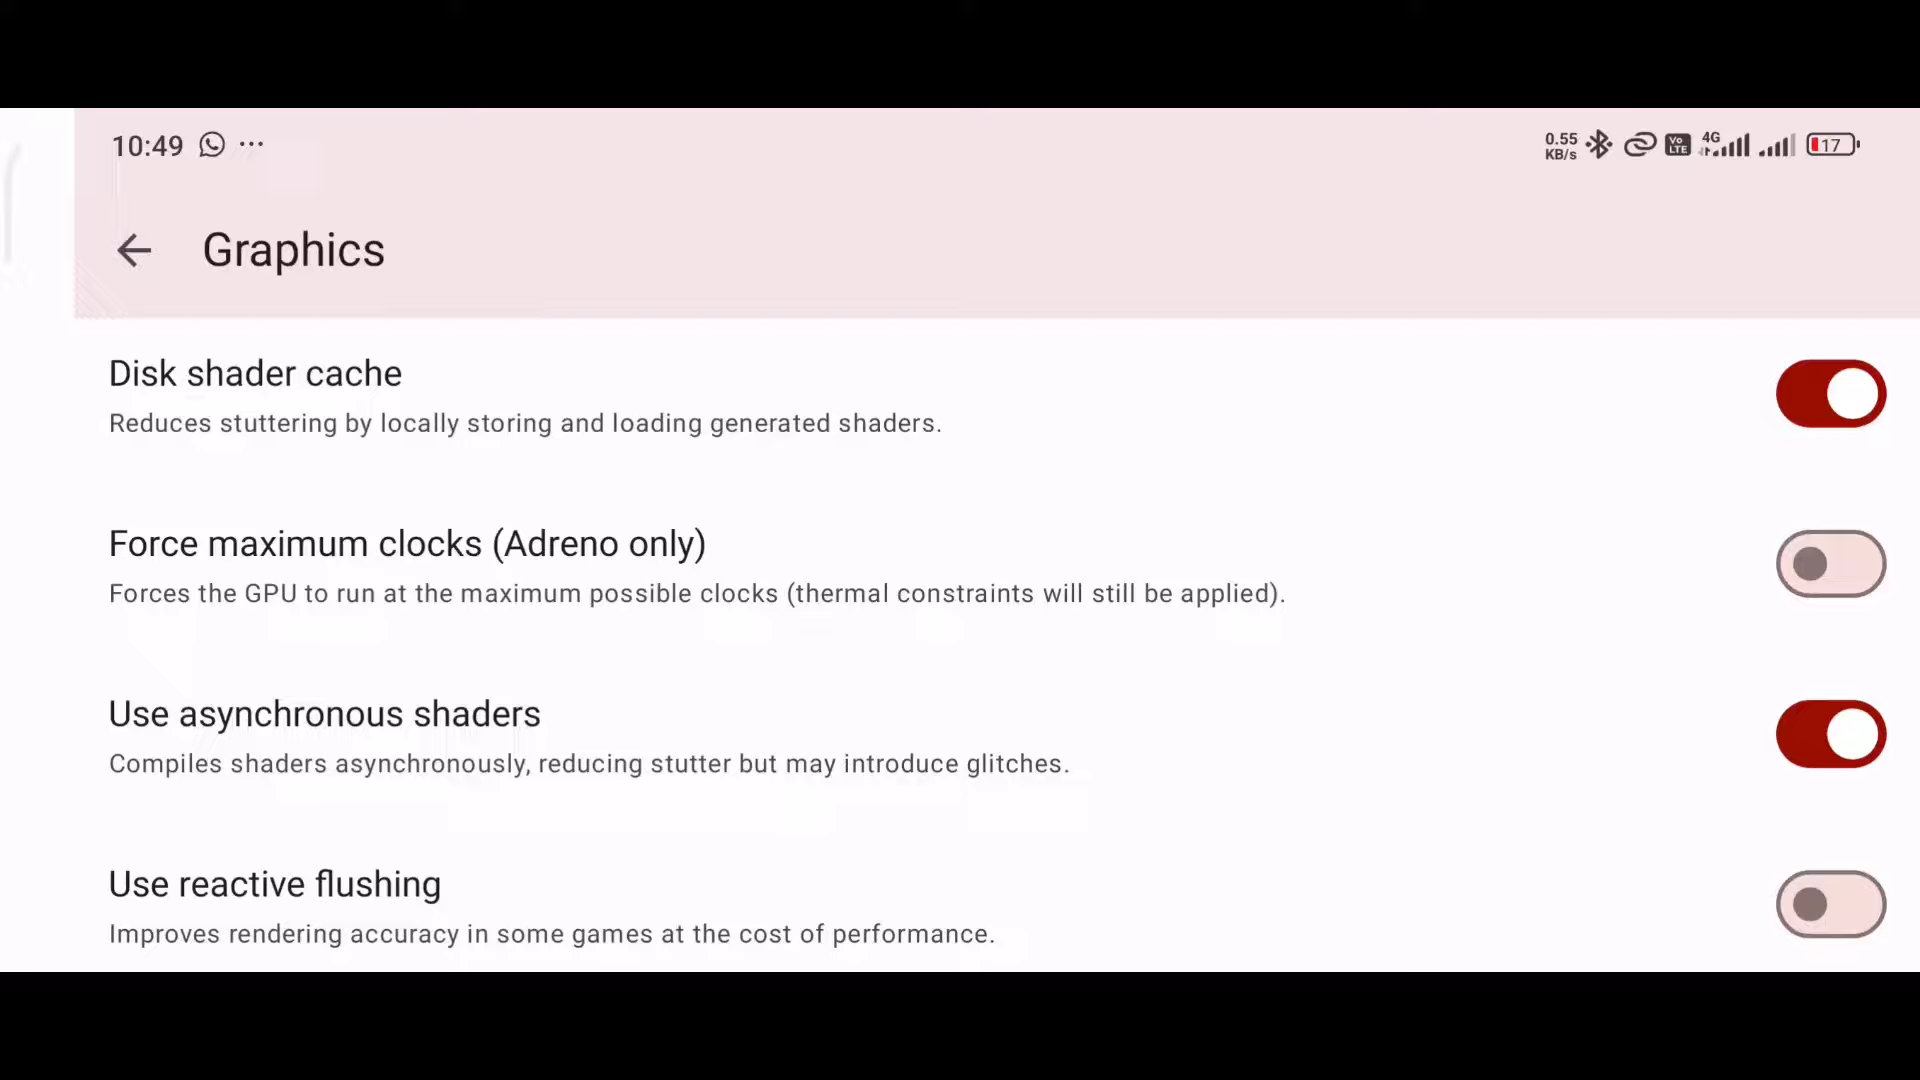 10:49 ...
0.55
KB/s
Vo
LTE
4G
17
Graphics
Disk shader cache
Reduces stuttering by locally storing and loading generated shaders.
Force maximum clocks (Adreno only)
Forces the GPU to run at the maximum possible clocks (thermal constraints will still be applied).
Use asynchronous shaders
Compiles shaders asynchronously, reducing stutter but may introduce glitches.
Use reactive flushing
Improves rendering accuracy in some games at the cost of performance.